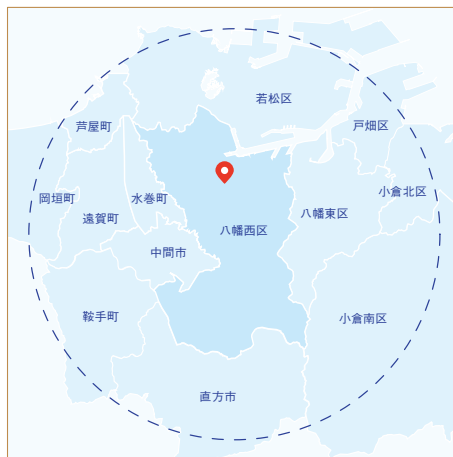 若松区
芦屋町
戸畑区
岡垣町
水巻町
小倉北区
遠賀町
八幡東区
八幡西区
中間市
鞍手町
小倉南区
直方市